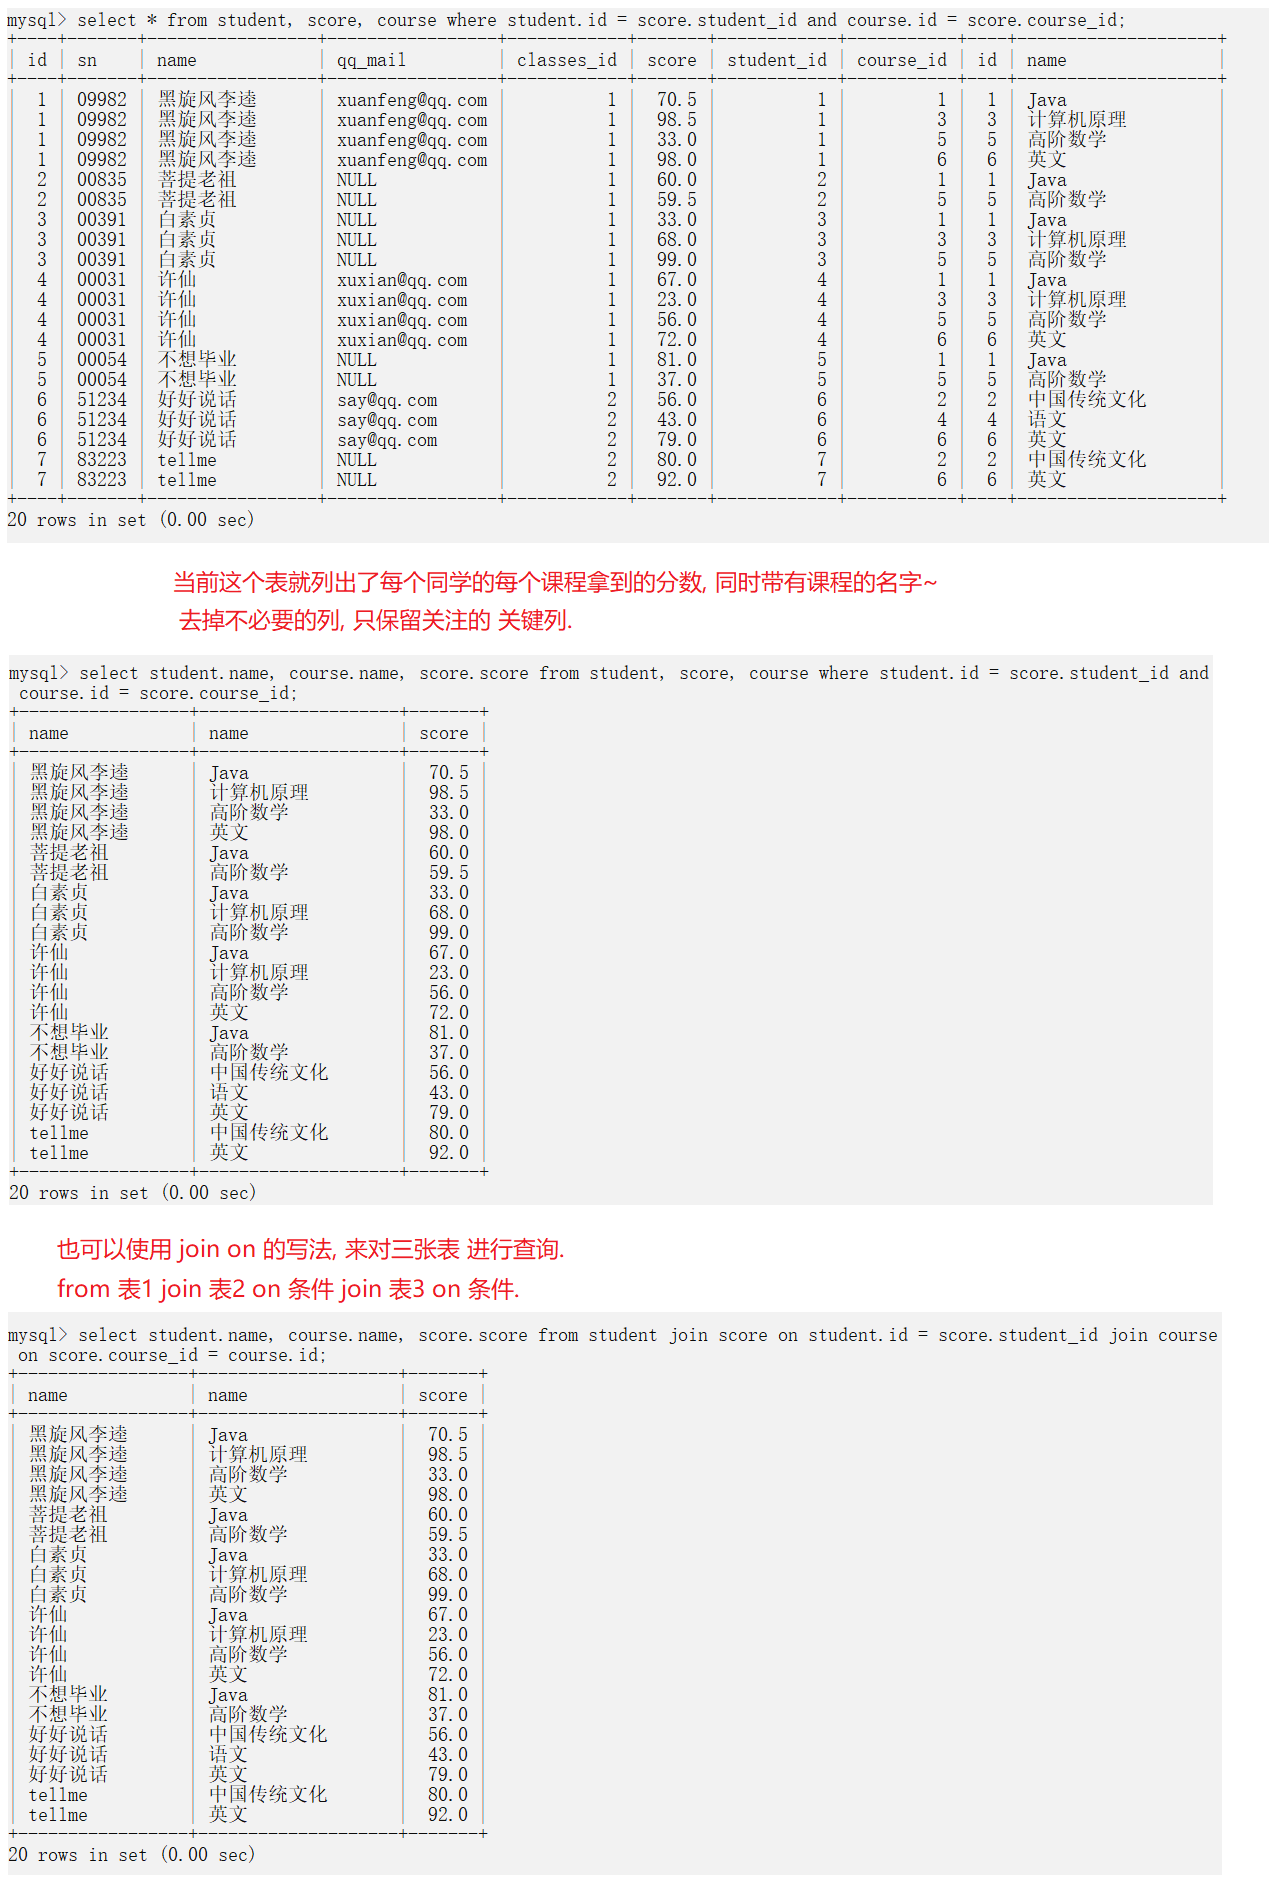 mysql> select * from student, score, course where student.id = score.student_id and course.id = score.course_id;
+----+-------+-----------------+-----------------+------------+-------+------------+-----------+----+--------------------+
| id | sn    | name            | qq_mail         | classes_id | score | student_id | course_id | id | name               |
+----+-------+-----------------+-----------------+------------+-------+------------+-----------+----+--------------------+
| 1 | 09982 | 黑旋风李逵 | xuanfeng@qq.com | 1 | 70.5 | 1 | 1 | 1 | Java |
| 1 | 09982 | 黑旋风李逵 | xuanfeng@qq.com | 1 | 98.5 | 1 | 3 | 3 | 计算机原理 |
| 1 | 09982 | 黑旋风李逵 | xuanfeng@qq.com | 1 | 33.0 | 1 | 5 | 5 | 高阶数学 |
| 1 | 09982 | 黑旋风李逵 | xuanfeng@qq.com | 1 | 98.0 | 1 | 6 | 6 | 英文 |
| 2 | 00835 | 菩提老祖 | NULL | 1 | 60.0 | 2 | 1 | 1 | Java |
| 2 | 00835 | 菩提老祖 | NULL | 1 | 59.5 | 2 | 5 | 5 | 高阶数学 |
| 3 | 00391 | 白素贞 | NULL | 1 | 33.0 | 3 | 1 | 1 | Java |
| 3 | 00391 | 白素贞 | NULL | 1 | 68.0 | 3 | 3 | 3 | 计算机原理 |
| 3 | 00391 | 白素贞 | NULL | 1 | 99.0 | 3 | 5 | 5 | 高阶数学 |
| 4 | 00031 | 许仙 | xuxian@qq.com | 1 | 67.0 | 4 | 1 | 1 | Java |
| 4 | 00031 | 许仙 | xuxian@qq.com | 1 | 23.0 | 4 | 3 | 3 | 计算机原理 |
| 4 | 00031 | 许仙 | xuxian@qq.com | 1 | 56.0 | 4 | 5 | 5 | 高阶数学 |
| 4 | 00031 | 许仙 | xuxian@qq.com | 1 | 72.0 | 4 | 6 | 6 | 英文 |
| 5 | 00054 | 不想毕业 | NULL | 1 | 81.0 | 5 | 1 | 1 | Java |
| 5 | 00054 | 不想毕业 | NULL | 1 | 37.0 | 5 | 5 | 5 | 高阶数学 |
| 6 | 51234 | 好好说话 | say@qq.com | 2 | 56.0 | 6 | 2 | 2 | 中国传统文化 |
| 6 | 51234 | 好好说话 | say@qq.com | 2 | 43.0 | 6 | 4 | 4 | 语文 |
| 6 | 51234 | 好好说话 | say@qq.com | 2 | 79.0 | 6 | 6 | 6 | 英文 |
| 7 | 83223 | tellme | NULL | 2 | 80.0 | 7 | 2 | 2 | 中国传统文化 |
| 7 | 83223 | tellme | NULL | 2 | 92.0 | 7 | 6 | 6 | 英文 |
+----+-------+-----------------+-----------------+------------+-------+------------+-----------+----+--------------------+
20 rows in set (0.00 sec)
当前这个表就列出了每个同学的每个课程拿到的分数, 同时带有课程的名字~
去掉不必要的列, 只保留关注的 关键列.
mysql> select student.name, course.name, score.score from student, score, course where student.id = score.student_id and
course.id = score.course_id;
+-----------------+--------------------+-------+
| name            | name               | score |
+-----------------+--------------------+-------+
| 黑旋风李逵 | Java | 70.5 |
| 黑旋风李逵 | 计算机原理 | 98.5 |
| 黑旋风李逵 | 高阶数学 | 33.0 |
| 黑旋风李逵 | 英文 | 98.0 |
| 菩提老祖 | Java | 60.0 |
| 菩提老祖 | 高阶数学 | 59.5 |
| 白素贞 | Java | 33.0 |
| 白素贞 | 计算机原理 | 68.0 |
| 白素贞 | 高阶数学 | 99.0 |
| 许仙 | Java | 67.0 |
| 许仙 | 计算机原理 | 23.0 |
| 许仙 | 高阶数学 | 56.0 |
| 许仙 | 英文 | 72.0 |
| 不想毕业 | Java | 81.0 |
| 不想毕业 | 高阶数学 | 37.0 |
| 好好说话 | 中国传统文化 | 56.0 |
| 好好说话 | 语文 | 43.0 |
| 好好说话 | 英文 | 79.0 |
| tellme | 中国传统文化 | 80.0 |
| tellme | 英文 | 92.0 |
+-----------------+--------------------+-------+
20 rows in set (0.00 sec)
也可以使用 join on 的写法, 来对三张表 进行查询.
from 表1 join 表2 on 条件 join 表3 on 条件.
mysql> select student.name, course.name, score.score from student join score on student.id = score.student_id join course
on score.course_id = course.id;
+-----------------+--------------------+-------+
| name            | name               | score |
+-----------------+--------------------+-------+
| 黑旋风李逵 | Java | 70.5 |
| 黑旋风李逵 | 计算机原理 | 98.5 |
| 黑旋风李逵 | 高阶数学 | 33.0 |
| 黑旋风李逵 | 英文 | 98.0 |
| 菩提老祖 | Java | 60.0 |
| 菩提老祖 | 高阶数学 | 59.5 |
| 白素贞 | Java | 33.0 |
| 白素贞 | 计算机原理 | 68.0 |
| 白素贞 | 高阶数学 | 99.0 |
| 许仙 | Java | 67.0 |
| 许仙 | 计算机原理 | 23.0 |
| 许仙 | 高阶数学 | 56.0 |
| 许仙 | 英文 | 72.0 |
| 不想毕业 | Java | 81.0 |
| 不想毕业 | 高阶数学 | 37.0 |
| 好好说话 | 中国传统文化 | 56.0 |
| 好好说话 | 语文 | 43.0 |
| 好好说话 | 英文 | 79.0 |
| tellme | 中国传统文化 | 80.0 |
| tellme | 英文 | 92.0 |
+-----------------+--------------------+-------+
20 rows in set (0.00 sec)